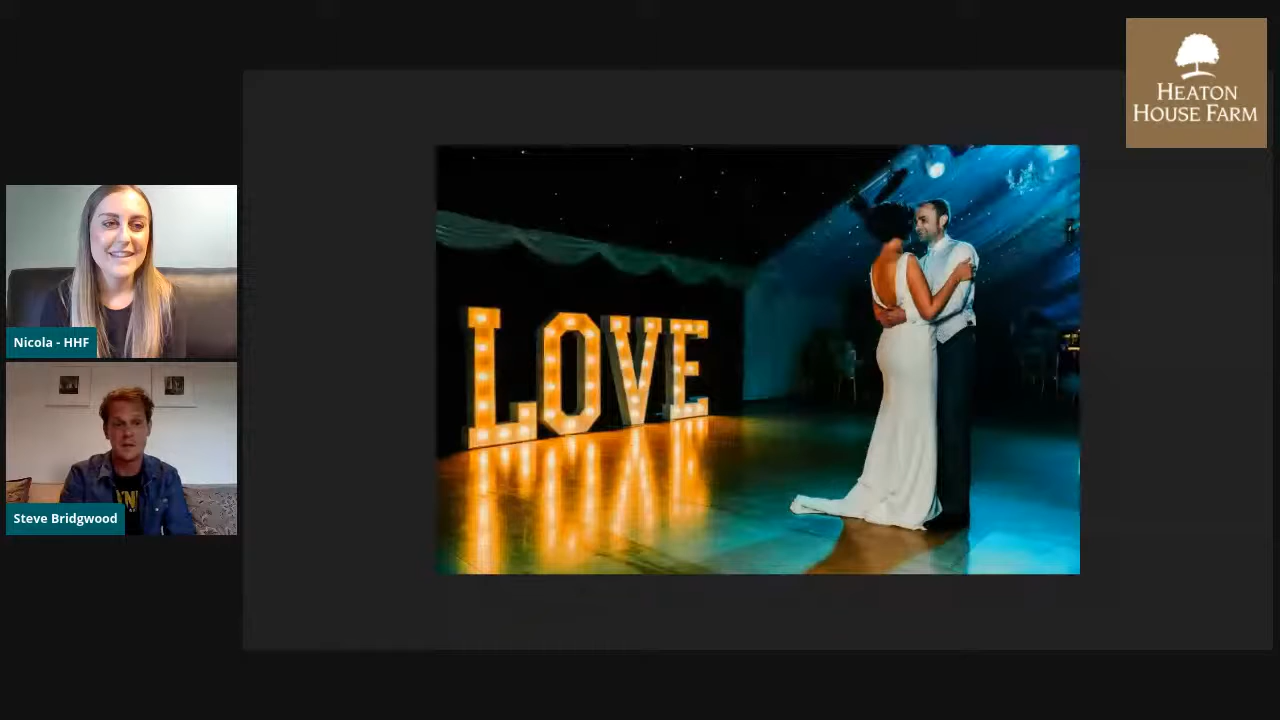 HEATON
HOUSE FARM
Nicola - HHF
LOVE
Steve Bridgwood